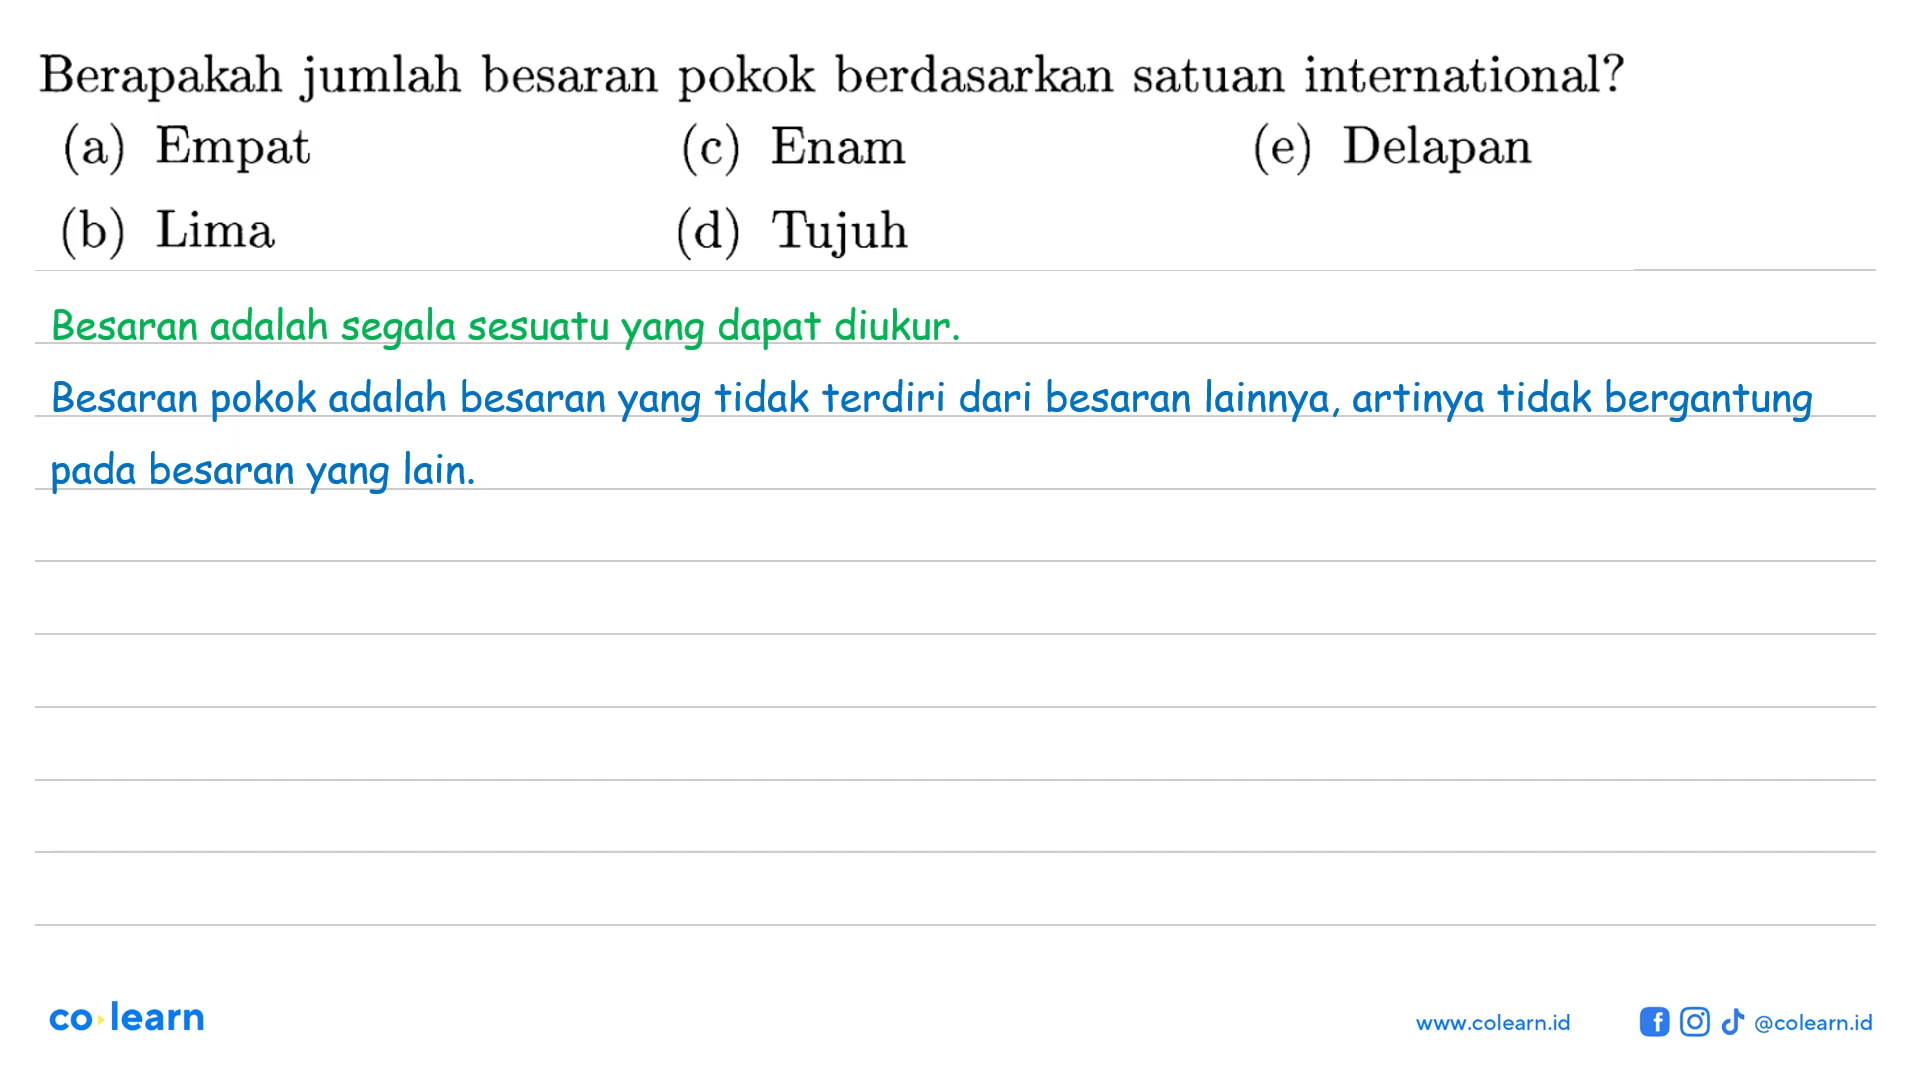 Berapakah jumlah besaran pokok berdasarkan satuan international?
(a) Empat (c) Enam (e) Delapan
(b) Lima (d) Tujuh
Besaran adalah segala sesuatu yang dapat diukur.
Besaran pokok adalah besaran yang tidak terdiri dari besaran lainnya, artinya tidak bergantung
pada besaran yang lain.
co learn www.colearn.id @colearn.id